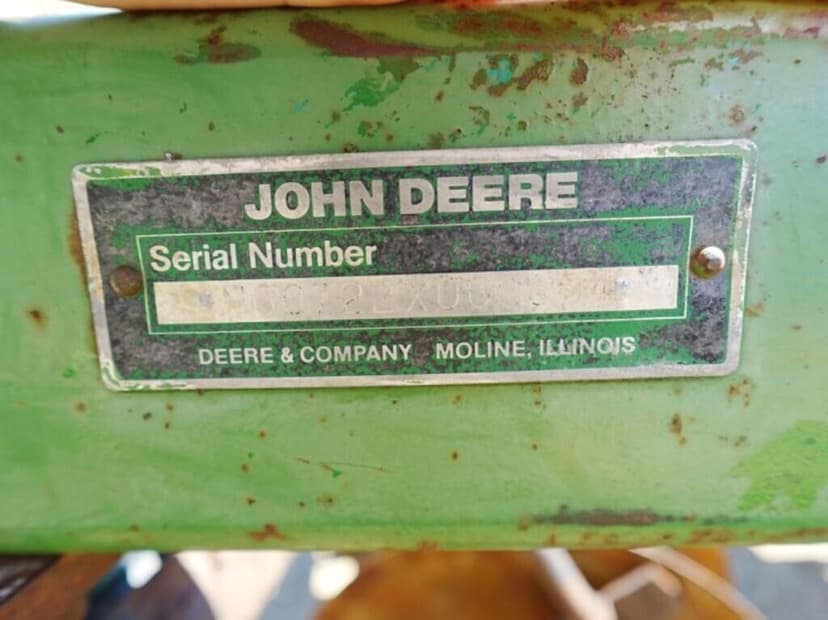 JOHN DEERE
Serial Number
DEERE & COMPANY MOLINE, ILLINOIS